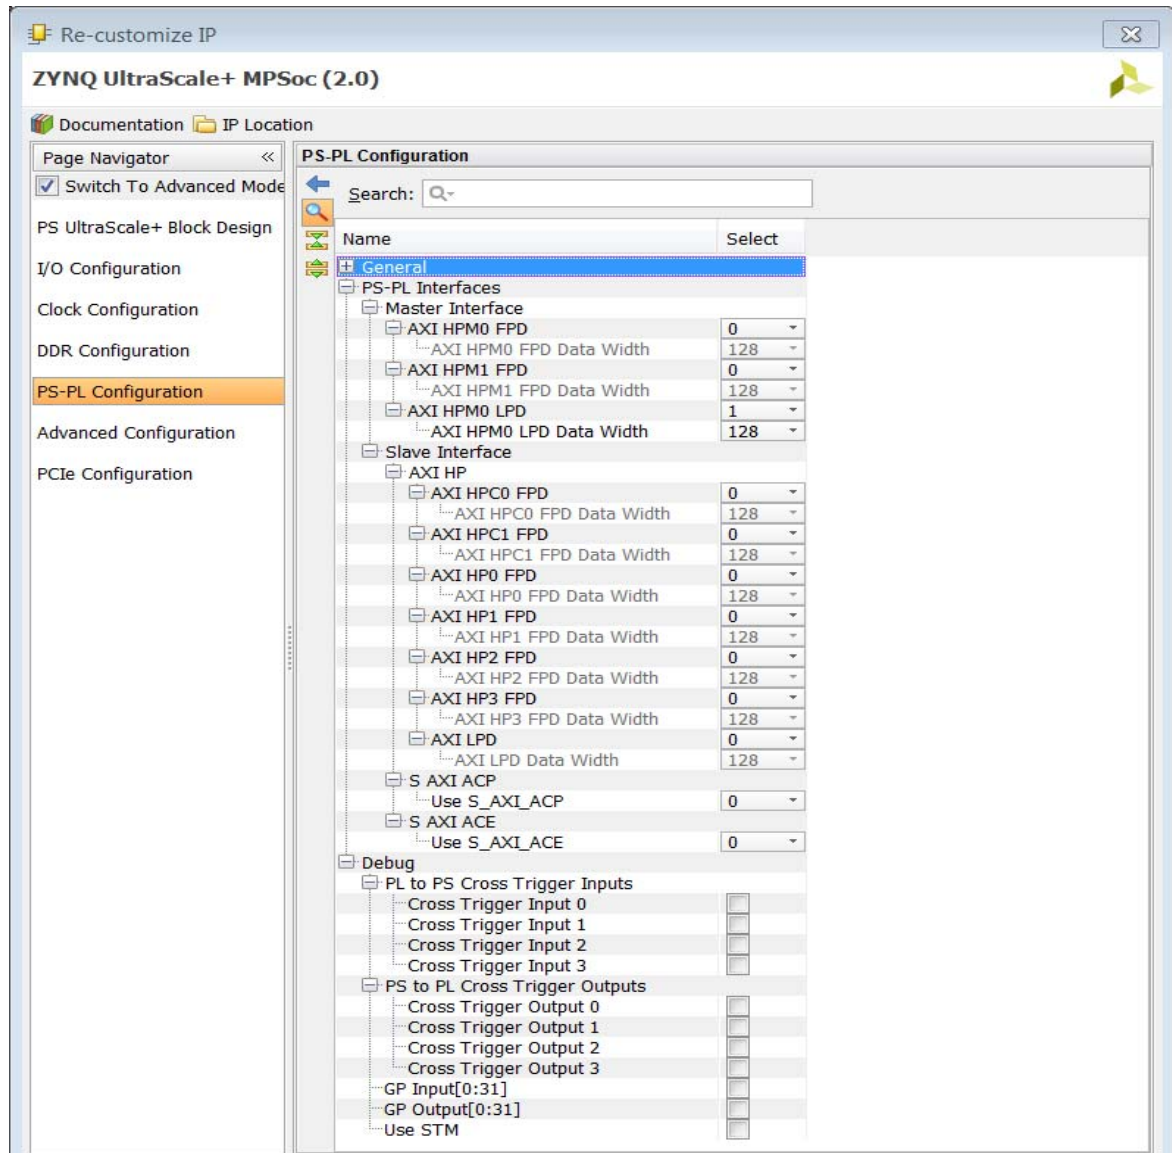 Re-customize IP
ZYNQ UltraScale+ MPSoc (2.0)
Documentation IP Location
Page Navigator «
Switch To Advanced Mode
PS UltraScale+ Block Design
I/O Configuration
Clock Configuration
DDR Configuration
PS-PL Configuration
Advanced Configuration
PCIe Configuration
PS-PL Configuration
Search:
Name Select
General
PS-PL Interfaces
Master Interface
AXI HPM0 FPD 0
AXI HPM0 FPD Data Width 128
AXI HPM1 FPD 0
AXI HPM1 FPD Data Width 128
AXI HPM0 LPD 1
AXI HPM0 LPD Data Width 128
Slave Interface
AXI HP
AXI HPC0 FPD 0
AXI HPC0 FPD Data Width 128
AXI HPC1 FPD 0
AXI HPC1 FPD Data Width 128
AXI HP0 FPD 0
AXI HP0 FPD Data Width 128
AXI HP1 FPD 0
AXI HP1 FPD Data Width 128
AXI HP2 FPD 0
AXI HP2 FPD Data Width 128
AXI HP3 FPD 0
AXI HP3 FPD Data Width 128
AXI LPD 0
AXI LPD Data Width 128
S AXI ACP
Use S_AXI_ACP 0
S AXI ACE
Use S_AXI_ACE 0
Debug
PL to PS Cross Trigger Inputs
Cross Trigger Input 0
Cross Trigger Input 1
Cross Trigger Input 2
Cross Trigger Input 3
PS to PL Cross Trigger Outputs
Cross Trigger Output 0
Cross Trigger Output 1
Cross Trigger Output 2
Cross Trigger Output 3
GP Input[0:31]
GP Output[0:31]
Use STM